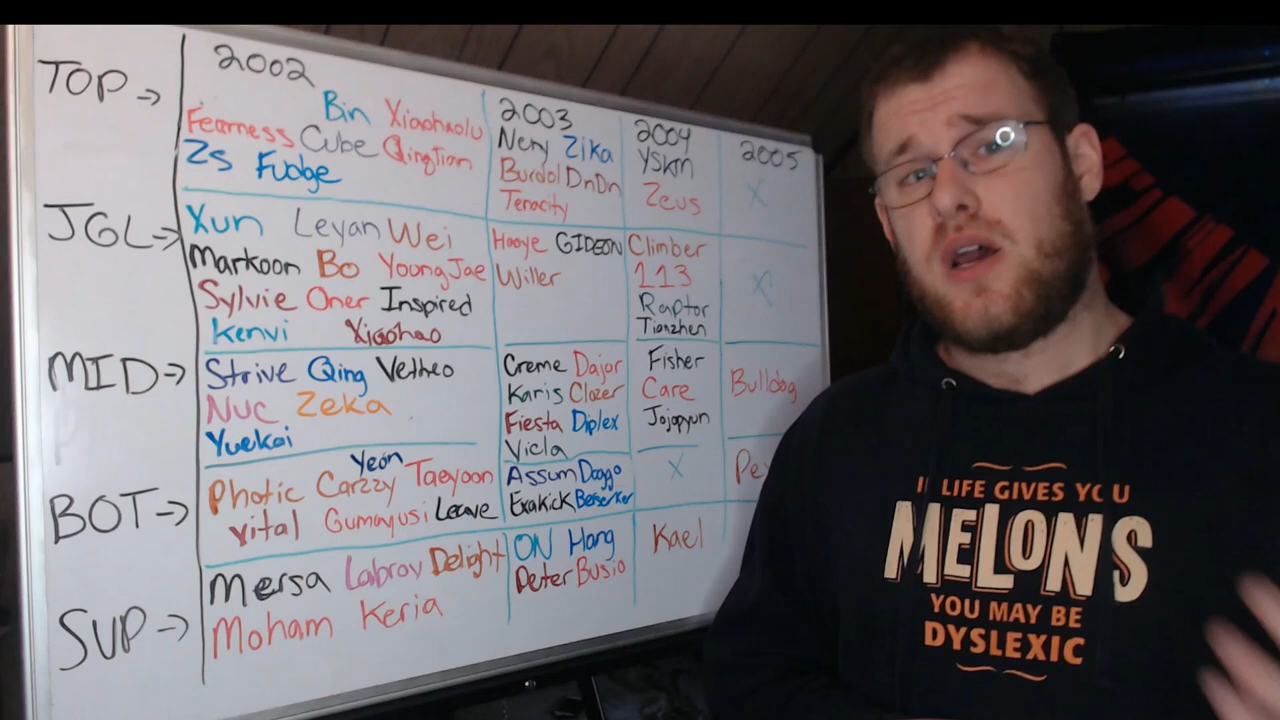 TOP ->
2002
Bin Xiaohaolu
Fearness Cube QingTian
Zs Fudge
2003
Nery Zika
Burdol DnDn
Tenacity
2004
YSKM
Zeus
2005
X
JGL ->
Xun Leyan Wei
Markoon Bo YoungJae
Sylvie Oner Inspired
Kenvi Xiaohao
Haoye GIDEON
Willer
Climber
113
Raptor
Tianzhen
X
MID ->
Strive Qing Vetheo
Nuc Zeka
Yuekai
Creme Dajor
Karis Clozer
Fiesta Diplex
Vicla
Fisher
Care
Jojopyun
Bulldog
BOT ->
Yeon
Photic Carzzy Taeyoon
Vital Gumayusi Leave
Assum Doggo
Exakick Berserker
X
Pe
SUP ->
Mersa Labrov Delight
Moham Keria
ON Hang
Peter Busio
Kael
LIFE GIVES YOU
MELONS
YOU MAY BE
DYSLEXIC